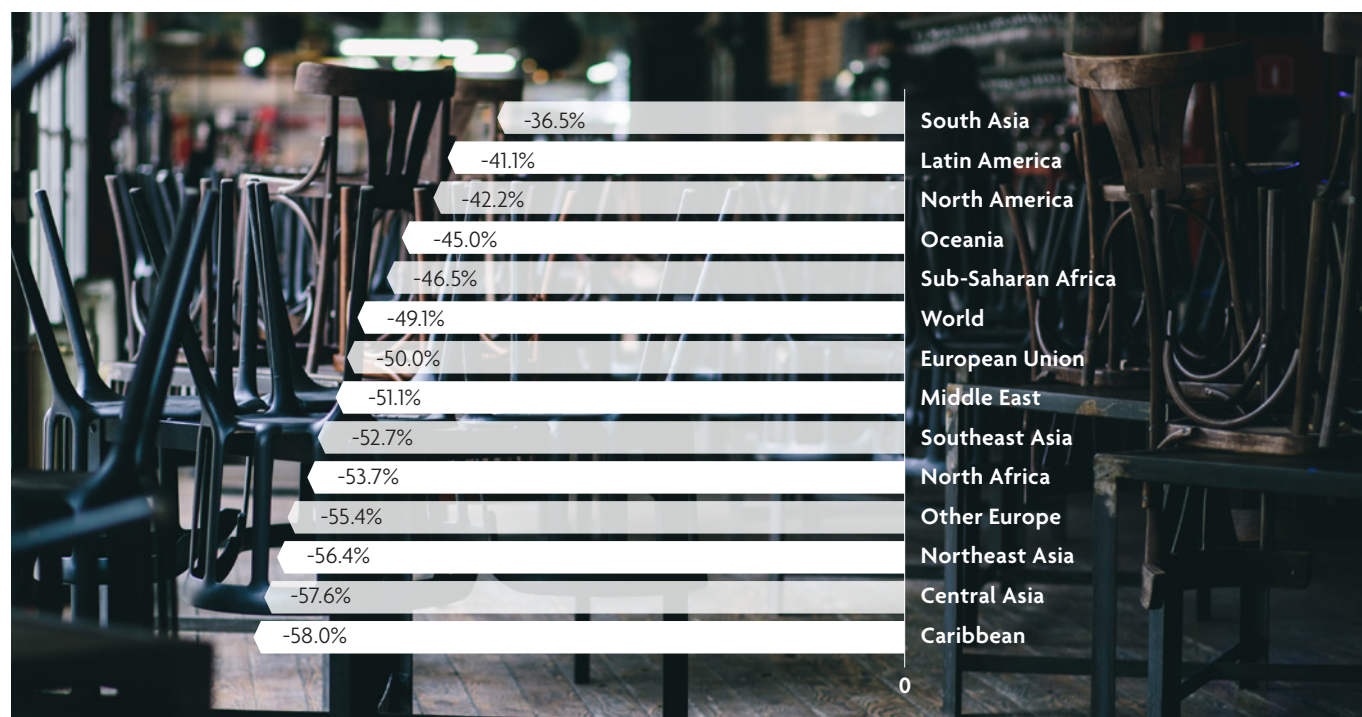 -36.5% South Asia
-41.1% Latin America
-42.2% North America
-45.0% Oceania
-46.5% Sub-Saharan Africa
-49.1% World
-50.0% European Union
-51.1% Middle East
-52.7% Southeast Asia
-53.7% North Africa
-55.4% Other Europe
-56.4% Northeast Asia
-57.6% Central Asia
-58.0% Caribbean
0